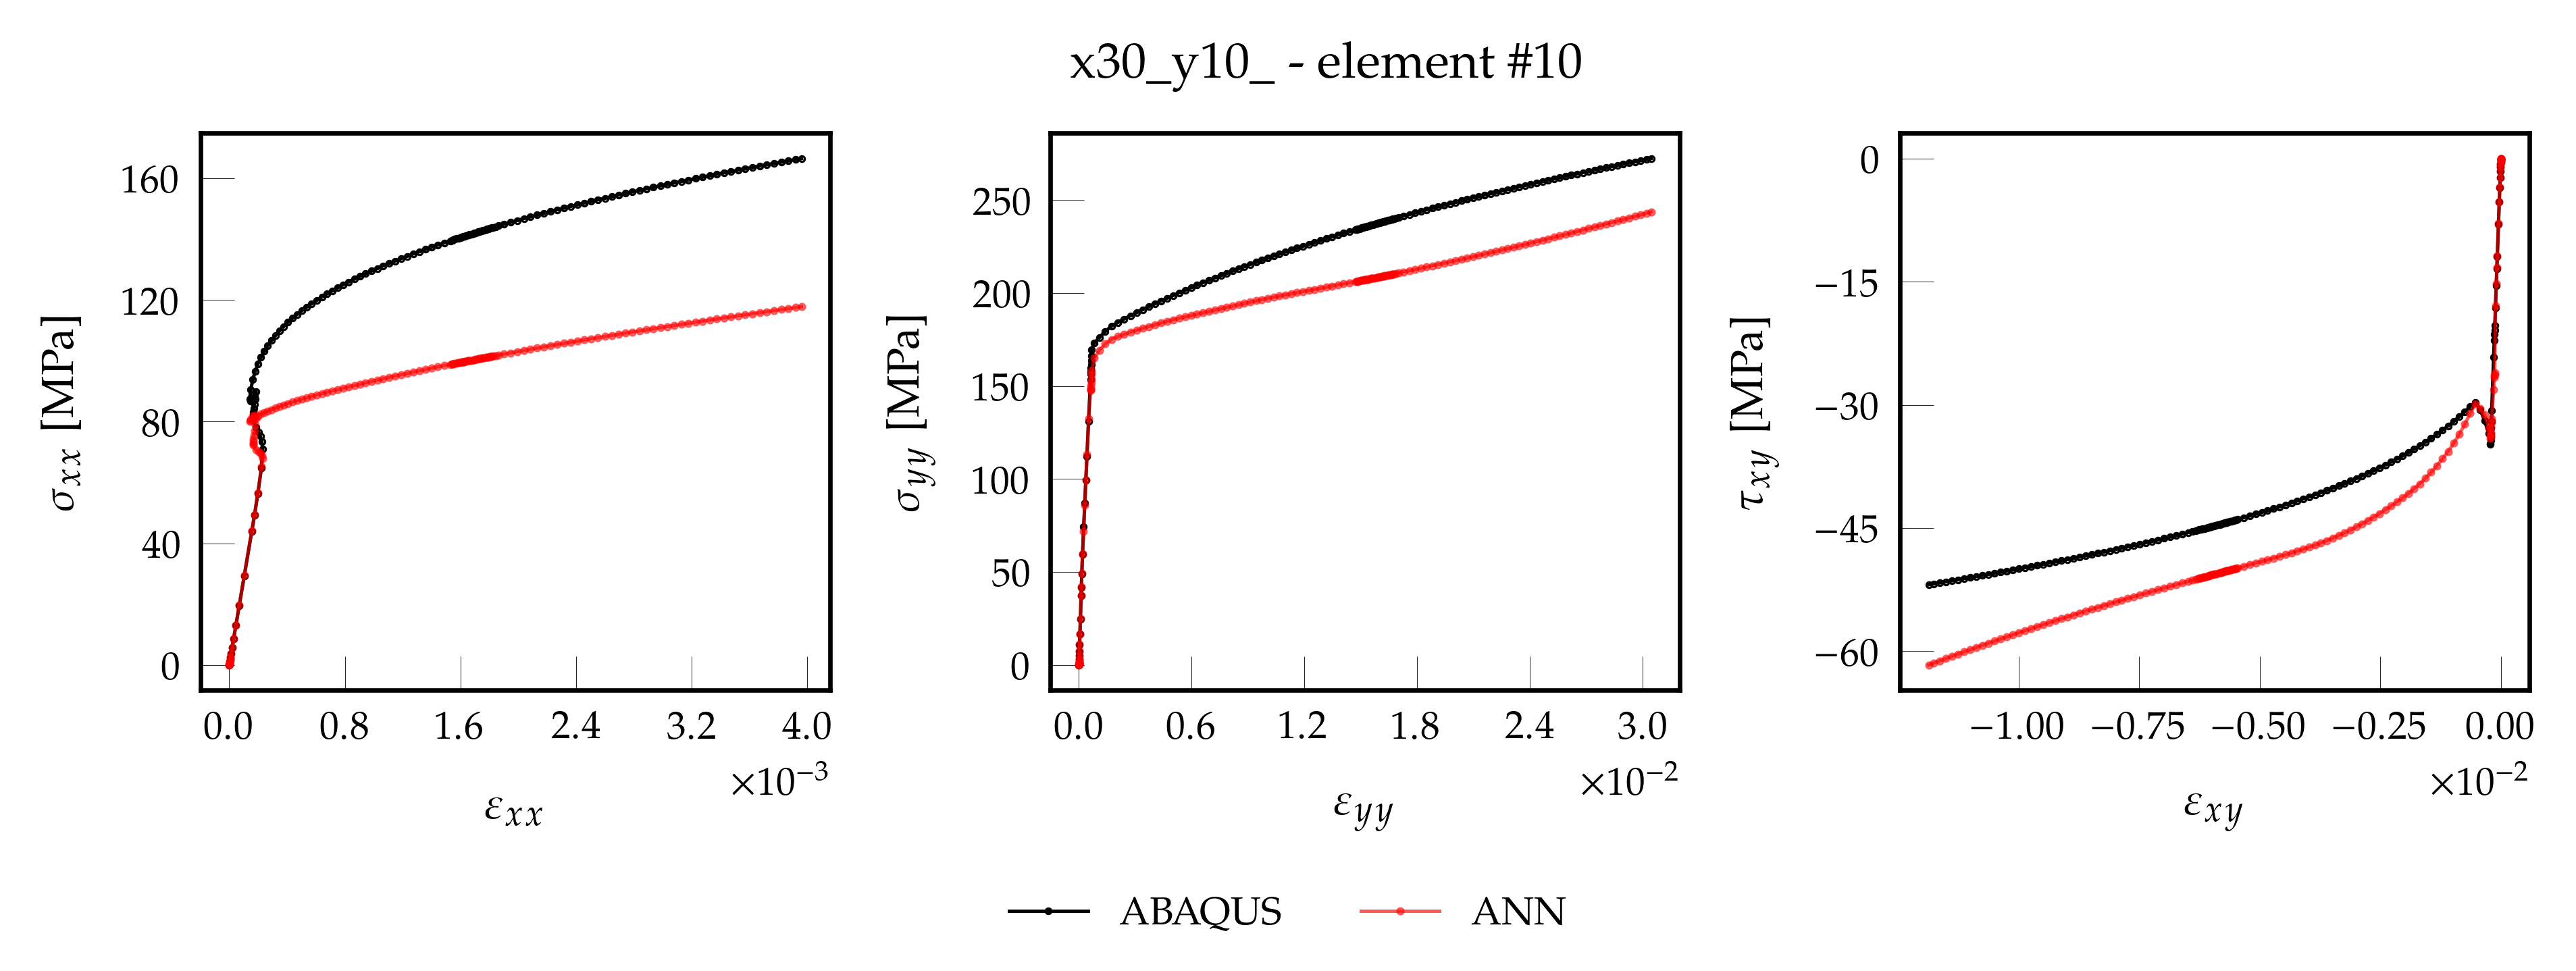 x30_y10_ - element #10
σxx [MPa]
160
120
80
40
0
0.0 0.8 1.6 2.4 3.2 4.0
×10−3
εxx
σyy [MPa]
250
200
150
100
50
0
0.0 0.6 1.2 1.8 2.4 3.0
×10−2
εyy
τxy [MPa]
0
−15
−30
−45
−60
−1.00 −0.75 −0.50 −0.25 0.00
×10−2
εxy
ABAQUS ANN